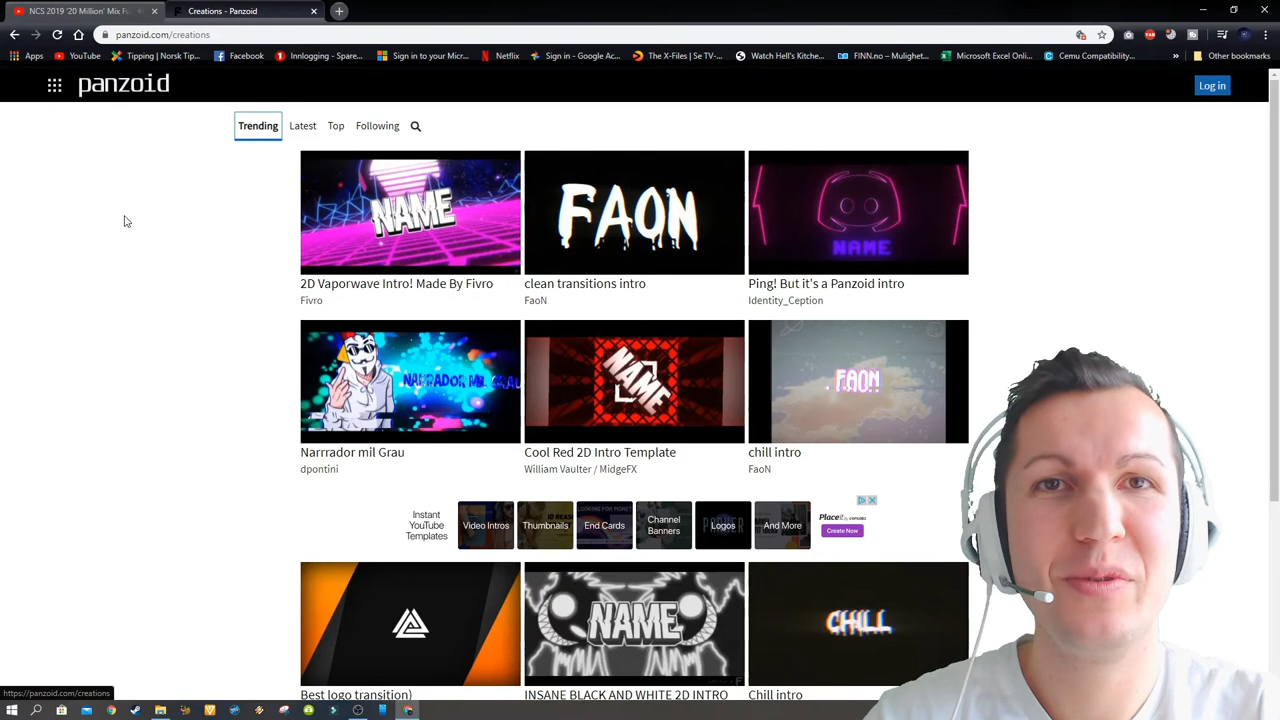 NCS 2019 '20 Million' Mix Fu
Creations - Panzoid
panzoid.com/creations
Apps
YouTube
Tipping | Norsk Tip...
Facebook
Innlogging - Spare...
Sign in to your Micr...
Netflix
Sign in - Google Ac...
The X-Files | Se TV-...
Watch Hell's Kitche...
FINN.no – Mulighet...
Microsoft Excel Onli...
Cemu Compatibility...
»
Other bookmarks
panzoid
Log in
Trending
Latest
Top
Following
NAME
FAON
NAME
2D Vaporwave Intro! Made By Fivro
clean transitions intro
Ping! But it's a Panzoid intro
Fivro
FaoN
Identity_Ception
NARRADOR MIL GRAU
NAME
FAON
Narrrador mil Grau
Cool Red 2D Intro Template
chill intro
dpontini
William Vaulter / MidgeFX
FaoN
Instant
YouTube
Templates
Video Intros
Thumbnails
End Cards
Channel
Banners
Logos
And More
Placeit
Create Now
NAME
CHILL
https://panzoid.com/creations
Best logo transition)
INSANE BLACK AND WHITE 2D INTRO
Chill intro